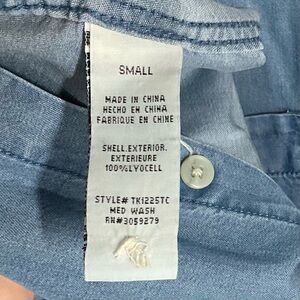 SMALL
MADE IN CHINA
HECHO EN CHINA
FABRIQUE EN CHINE
SHELL.EXTERIOR.
EXTERIEURE
100%LYOCELL
STYLE# TK1225TC
MED WASH
RN#3059279